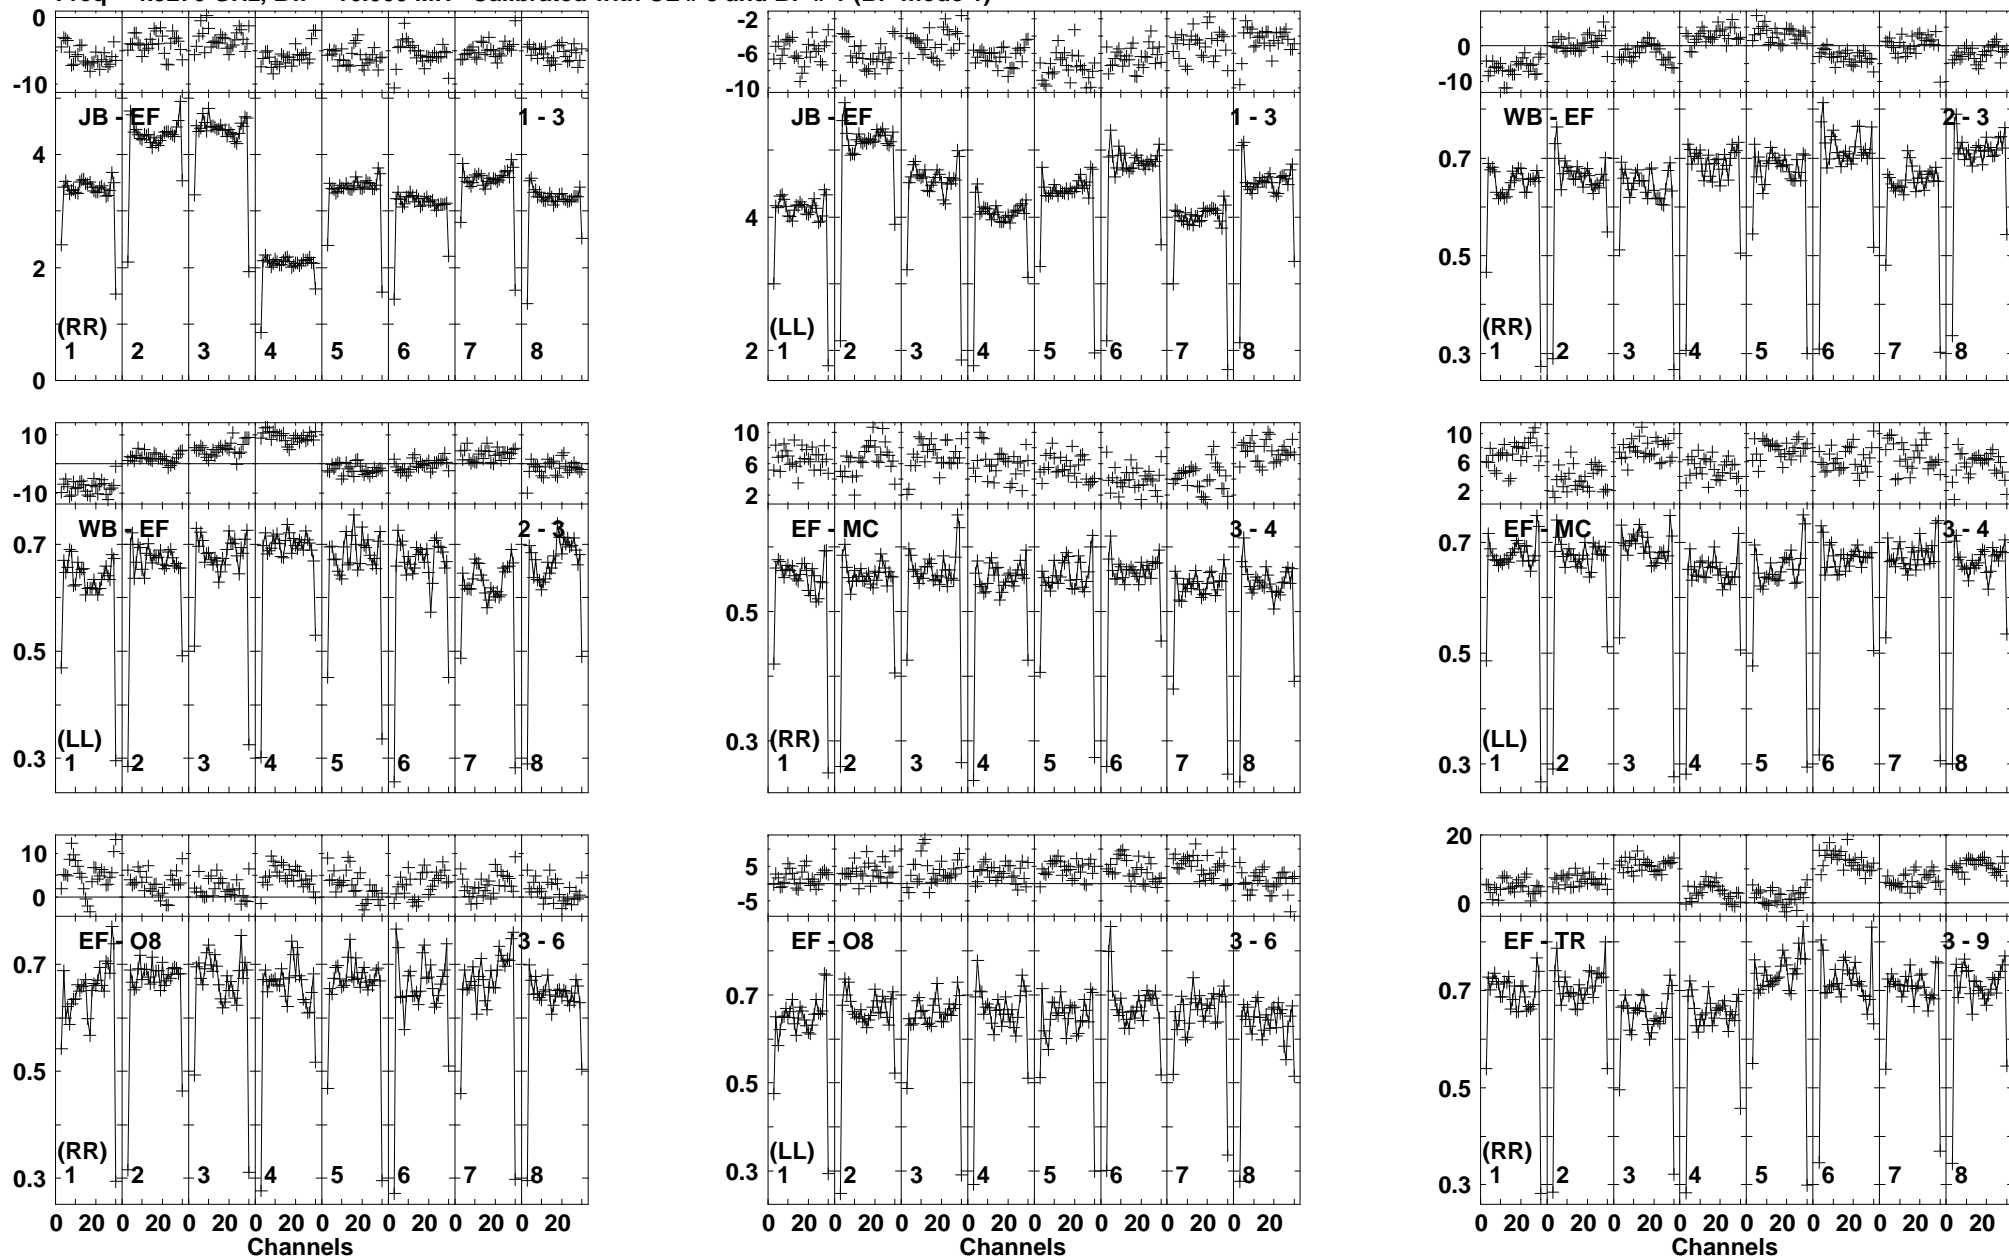 0 -10 JB - EF 1 - 3 4 2 0 (RR) 1 2 3 4 5 6 7 8
-2 -6 -10 JB - EF 1 - 3 4 2 (LL) 1 2 3 4 5 6 7 8
0 -10 WB - EF 2 - 3 0.7 0.5 0.3 (RR) 1 2 3 4 5 6 7 8
10 -10 WB - EF 2 - 3 0.7 0.5 0.3 (LL) 1 2 3 4 5 6 7 8
10 6 2 EF - MC 3 - 4 0.5 0.3 (RR) 1 2 3 4 5 6 7 8
10 6 2 EF - MC 3 - 4 0.7 0.5 0.3 (LL) 1 2 3 4 5 6 7 8
10 0 EF - O8 3 - 6 0.7 0.5 0.3 (RR) 1 2 3 4 5 6 7 8
0 20 0 20 0 20 0 20 0 20 0 20 0 20 0 20
Channels
5 -5 EF - O8 3 - 6 0.7 0.5 0.3 (LL) 1 2 3 4 5 6 7 8
0 20 0 20 0 20 0 20 0 20 0 20 0 20 0 20
Channels
20 10 0 EF - TR 3 - 9 0.7 0.5 0.3 (RR) 1 2 3 4 5 6 7 8
0 20 0 20 0 20 0 20 0 20 0 20 0 20 0 20
Channels